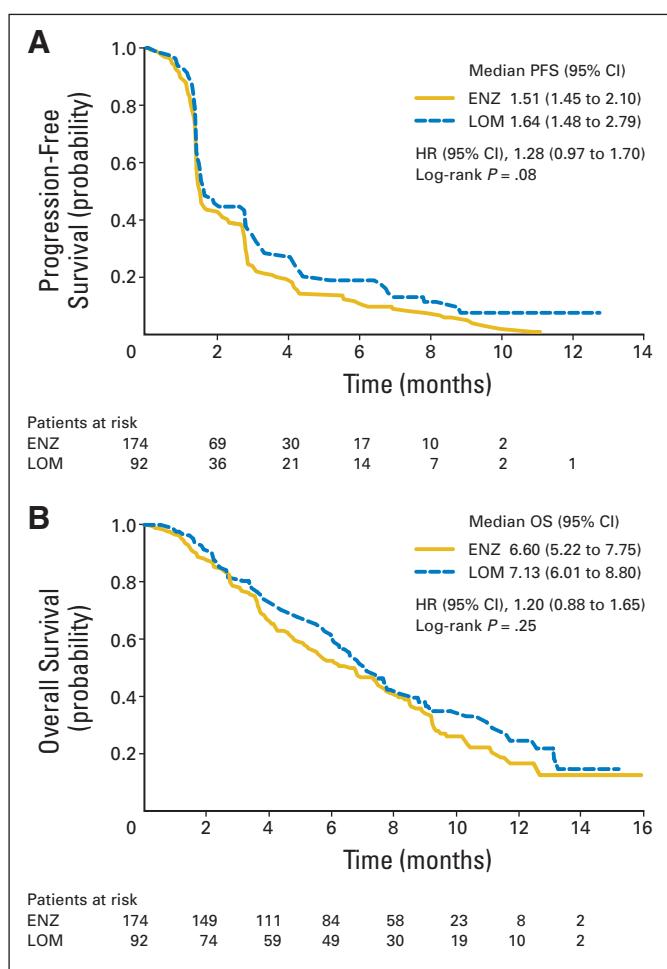 A
1.0
0.8
0.6
0.4
0.2
0 2 4 6 8 10 12 14
Progression-Free
Survival (probability)
Time (months)
Median PFS (95% CI)
ENZ 1.51 (1.45 to 2.10)
LOM 1.64 (1.48 to 2.79)
HR (95% CI), 1.28 (0.97 to 1.70)
Log-rank P = .08
Patients at risk
ENZ 174 69 30 17 10 2
LOM 92 36 21 14 7 2 1
B
1.0
0.8
0.6
0.4
0.2
0 2 4 6 8 10 12 14 16
Overall Survival
(probability)
Time (months)
Median OS (95% CI)
ENZ 6.60 (5.22 to 7.75)
LOM 7.13 (6.01 to 8.80)
HR (95% CI), 1.20 (0.88 to 1.65)
Log-rank P = .25
Patients at risk
ENZ 174 149 111 84 58 23 8 2
LOM 92 74 59 49 30 19 10 2